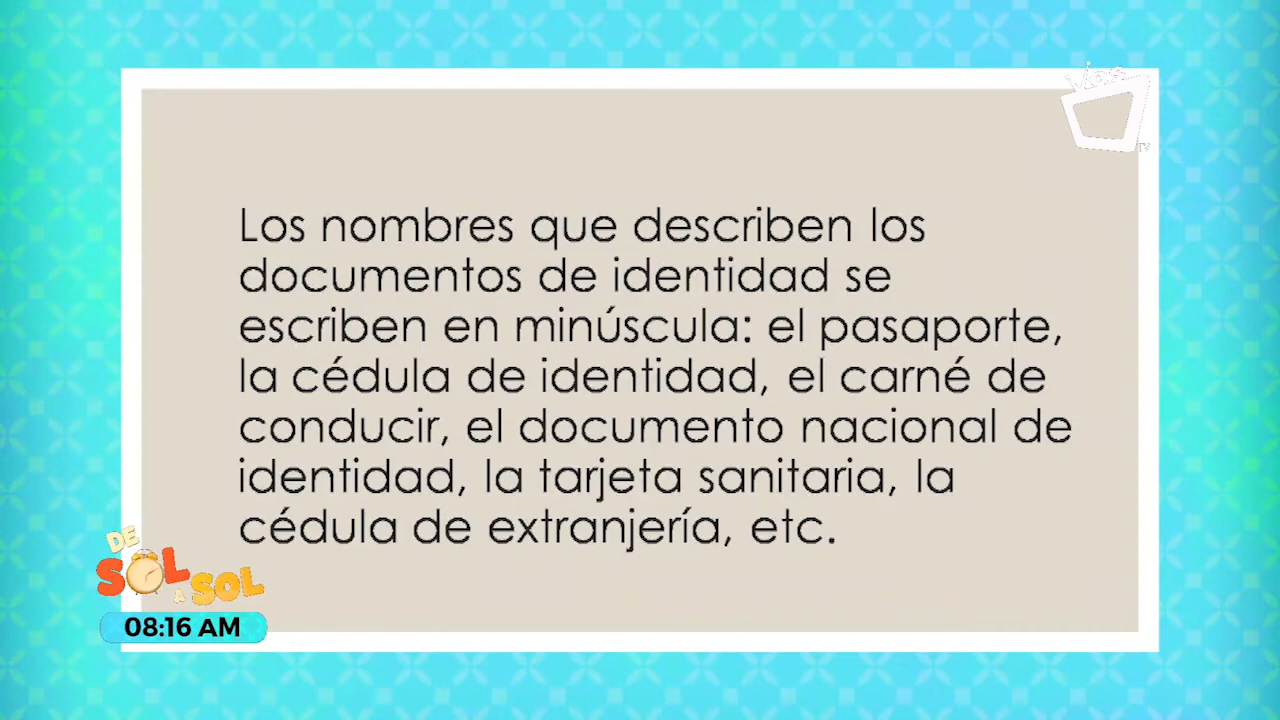 Vos
TV
Los nombres que describen los
documentos de identidad se
escriben en minúscula: el pasaporte,
la cédula de identidad, el carné de
conducir, el documento nacional de
identidad, la tarjeta sanitaria, la
cédula de extranjería, etc.
DE
SOL
A SOL
08:16 AM